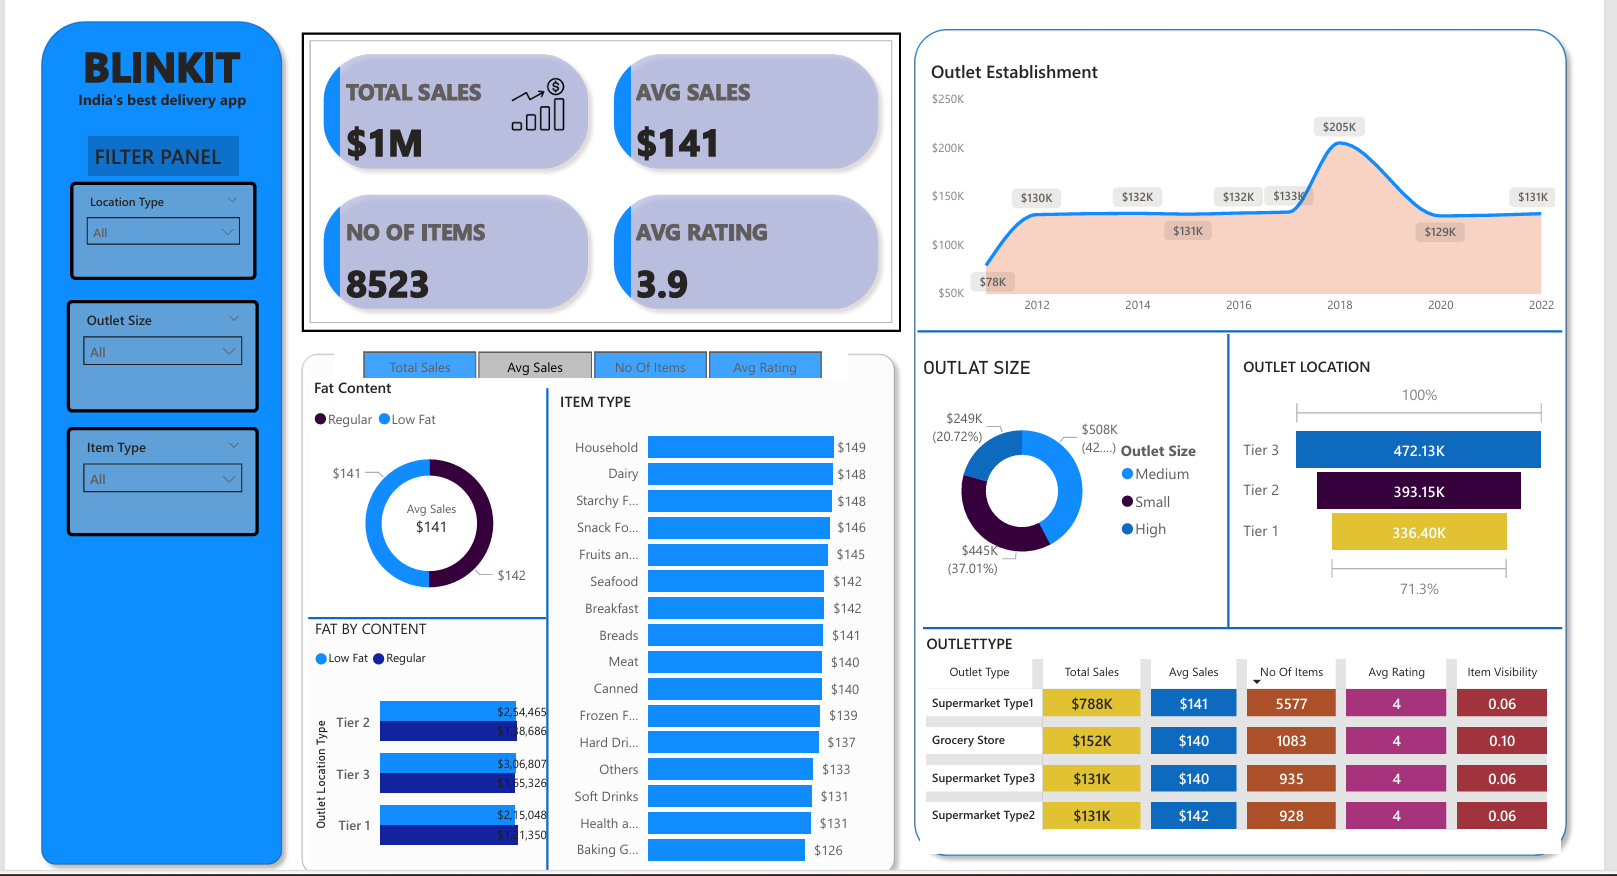 BLINKIT
India's best delivery app
FILTER PANEL
Location Type
All
Outlet Size
All
Item Type
All
TOTAL SALES
$1M
AVG SALES
$141
NO OF ITEMS
8523
AVG RATING
3.9
Total Sales Avg Sales No Of Items Avg Rating
Fat Content
Regular Low Fat
$141
Avg Sales
$141
$142
FAT BY CONTENT
Low Fat Regular
Outlet Location Type
Tier 2
$2,54,465
$1,38,686
Tier 3
$3,06,807
$1,65,326
Tier 1
$2,15,048
$1,21,350
ITEM TYPE
Household $149
Dairy $148
Starchy F... $148
Snack Fo... $146
Fruits an... $145
Seafood $142
Breakfast $142
Breads $141
Meat $140
Canned $140
Frozen F... $139
Hard Dri... $137
Others $133
Soft Drinks $131
Health a... $131
Baking G... $126
Outlet Establishment
$250K
$200K
$150K
$100K
$50K
$78K
$130K
$132K
$131K
$132K
$133K
$205K
$129K
$131K
2012 2014 2016 2018 2020 2022
OUTLAT SIZE
$249K
(20.72%)
$508K
(42....)
$445K
(37.01%)
Outlet Size
Medium
Small
High
OUTLET LOCATION
100%
Tier 3 472.13K
Tier 2 393.15K
Tier 1 336.40K
71.3%
OUTLETTYPE
Outlet Type Total Sales Avg Sales No Of Items Avg Rating Item Visibility
Supermarket Type1 $788K $141 5577 4 0.06
Grocery Store $152K $140 1083 4 0.10
Supermarket Type3 $131K $140 935 4 0.06
Supermarket Type2 $131K $142 928 4 0.06